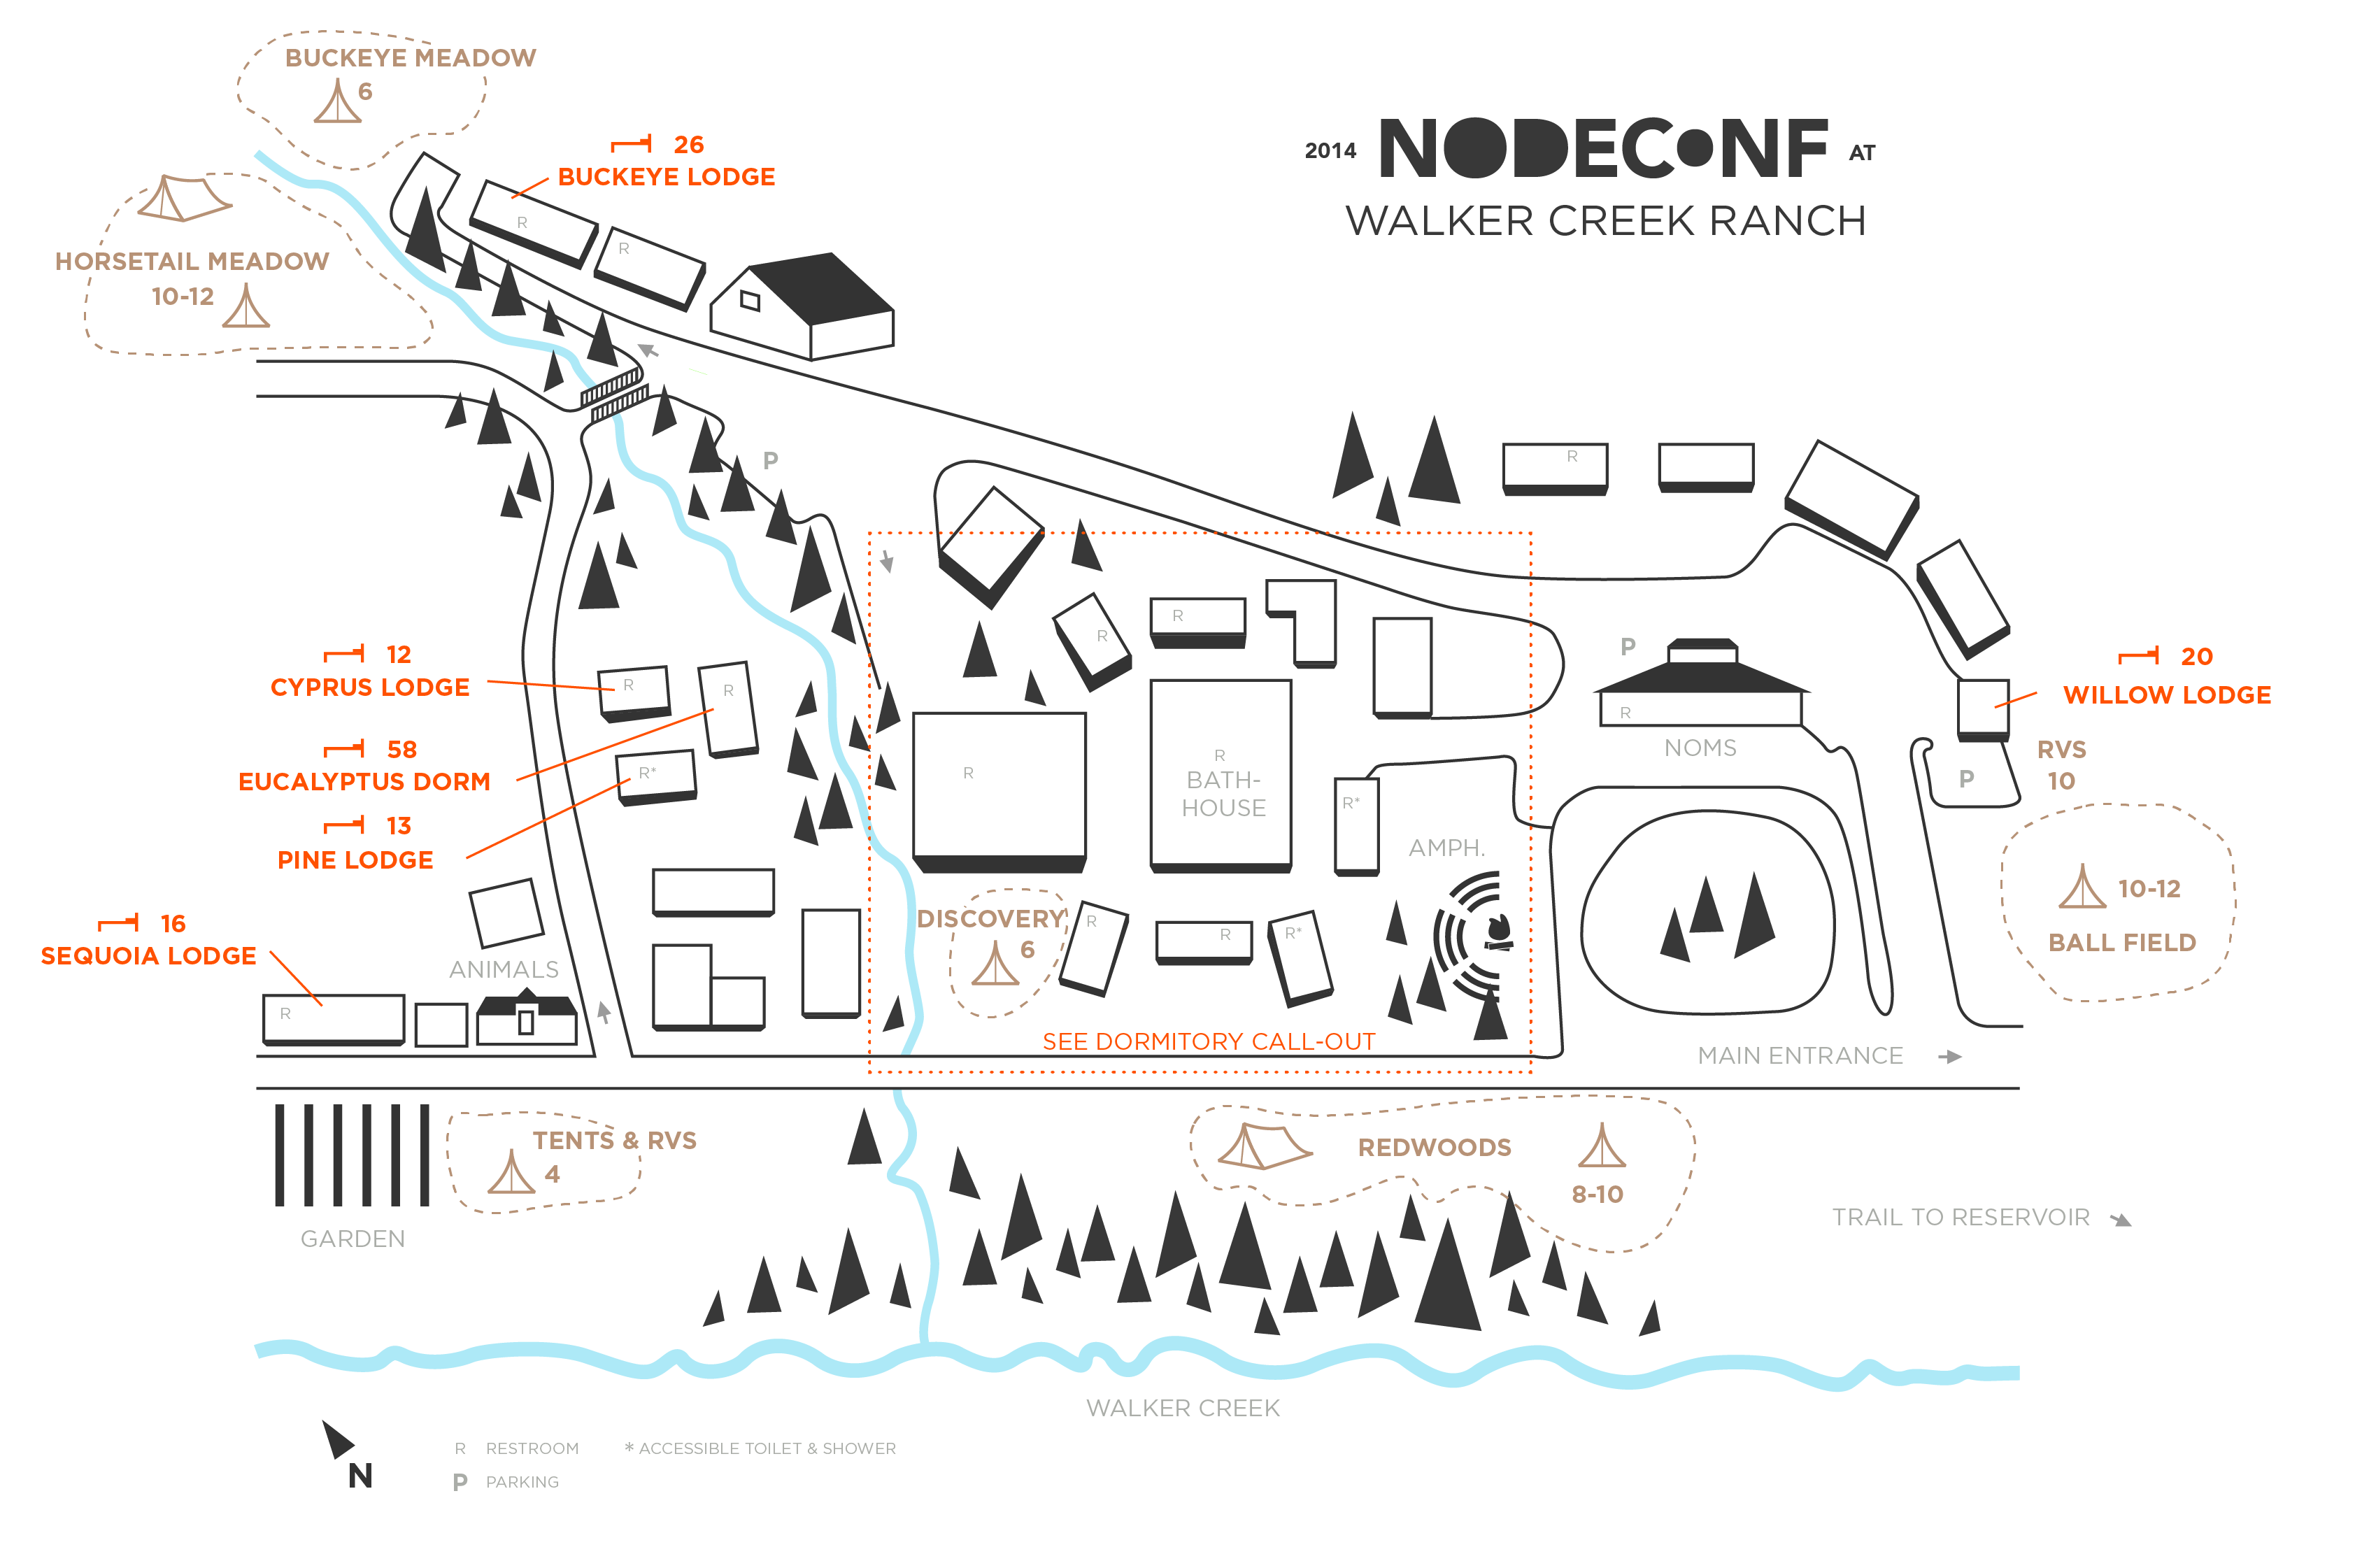 2014 NODECONF AT
WALKER CREEK RANCH
BUCKEYE MEADOW
6
26
BUCKEYE LODGE
R
R
HORSETAIL MEADOW
10-12
P
R
12
CYPRUS LODGE
R
R
58
EUCALYPTUS DORM
R*
13
PINE LODGE
16
SEQUOIA LODGE
R
ANIMALS
R
R
R
R
BATH-
HOUSE
R*
AMPH.
DISCOVERY
6
R
R
R*
SEE DORMITORY CALL-OUT
P
R
NOMS
20
WILLOW LODGE
RVS
10
P
10-12
BALL FIELD
MAIN ENTRANCE
TENTS & RVS
4
GARDEN
REDWOODS
8-10
TRAIL TO RESERVOIR
WALKER CREEK
N
R RESTROOM
* ACCESSIBLE TOILET & SHOWER
P PARKING